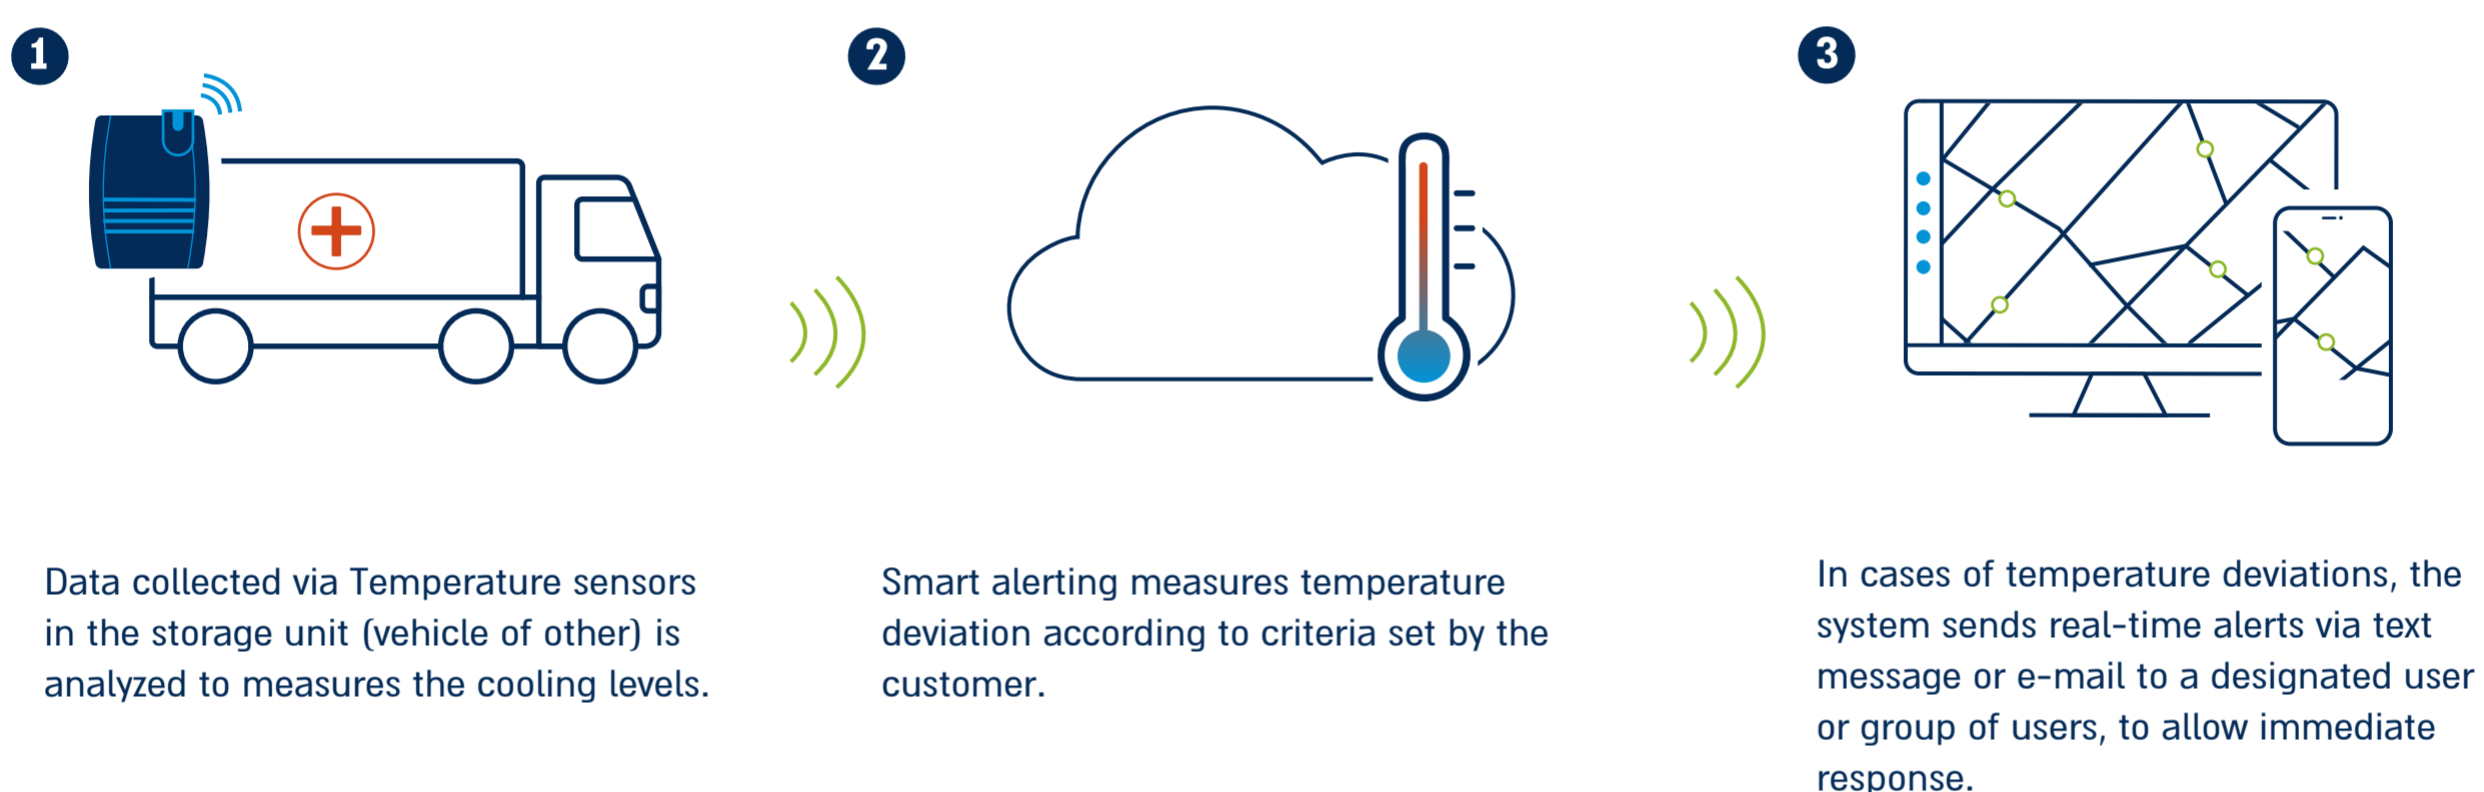 1
Data collected via Temperature sensors
in the storage unit (vehicle of other) is
analyzed to measures the cooling levels.
2
Smart alerting measures temperature
deviation according to criteria set by the
customer.
3
In cases of temperature deviations, the
system sends real-time alerts via text
message or e-mail to a designated user
or group of users, to allow immediate
response.